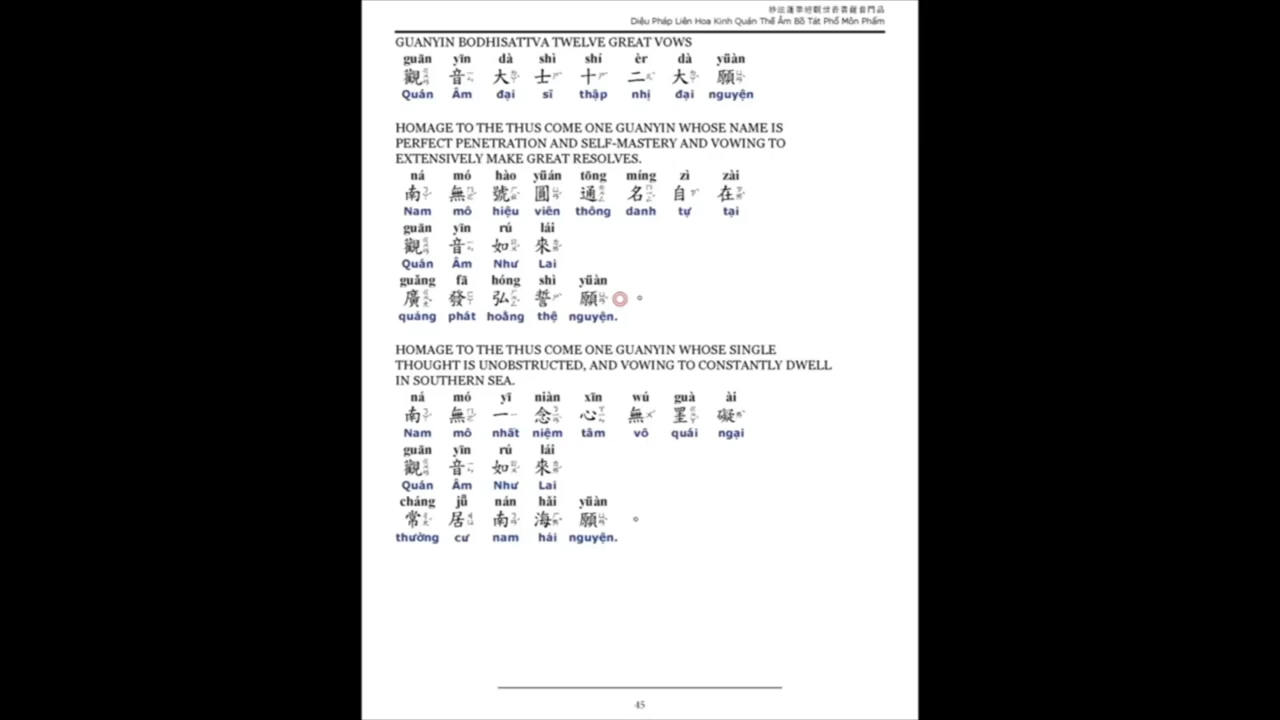 妙法蓮華經觀世音菩薩普門品
Diệu Pháp Liên Hoa Kinh Quán Thế Âm Bồ Tát Phổ Môn Phẩm
GUANYIN BODHISATTVA TWELVE GREAT VOWS
guān yīn dà shì shí èr dà yüàn
觀 音 大 士 十 二 大 願
Quán Âm đại sĩ thập nhị đại nguyện
HOMAGE TO THE THUS COME ONE GUANYIN WHOSE NAME IS
PERFECT PENETRATION AND SELF-MASTERY AND VOWING TO
EXTENSIVELY MAKE GREAT RESOLVES.
ná mó hào yüán tōng míng zì zài
南 無 號 圓 通 名 自 在
Nam mô hiệu viên thông danh tự tại
guān yīn rú lái
觀 音 如 來
Quán Âm Như Lai
guǎng fā hóng shì yüàn
廣 發 弘 誓 願 。
quảng phát hoằng thệ nguyện.
HOMAGE TO THE THUS COME ONE GUANYIN WHOSE SINGLE
THOUGHT IS UNOBSTRUCTED, AND VOWING TO CONSTANTLY DWELL
IN SOUTHERN SEA.
ná mó yī niàn xīn wú guà ài
南 無 一 念 心 無 罣 礙
Nam mô nhất niệm tâm vô quái ngại
guān yīn rú lái
觀 音 如 來
Quán Âm Như Lai
cháng jǖ nán hǎi yüàn
常 居 南 海 願 。
thường cư nam hải nguyện.
45